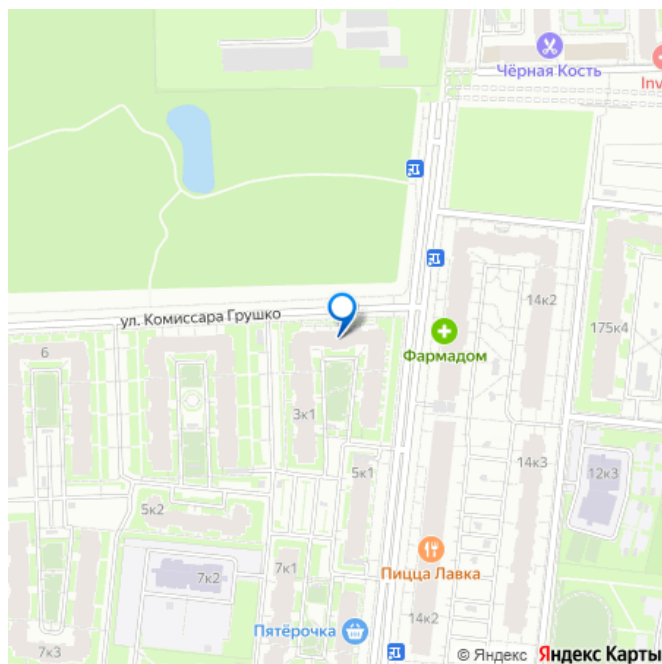 Чёрная Кость
Inv
ул. Комиссара Грушко
14к2
175к4
6
Фармадом
3к1
5к1
14к3
12к3
5к2
Пицца Лавка
7к1
7к2
14к2
Пятёрочка
7к3
© Яндекс Яндекс Карты